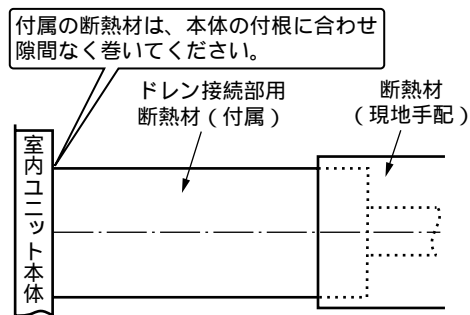 付属の断熱材は、本体の付根に合わせ
隙間なく巻いてください。
ドレン接続部用
断熱材（付属）
断熱材
（現地手配）
室内ユニット本体